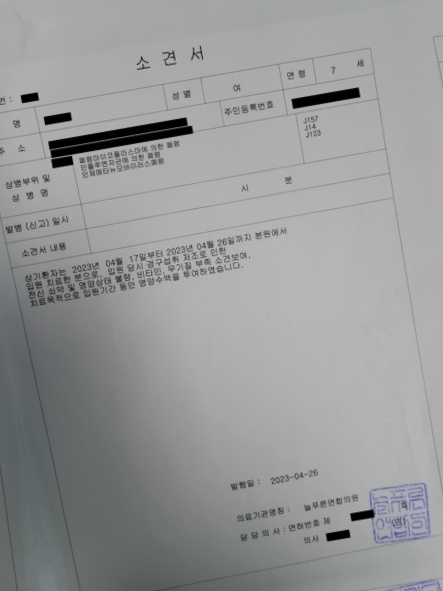 소 견 서
번 :
명
성 별
여
연 령
7 세
주 소
주민등록번호
상병부위 및
상 병 명
폐렴마이코플라스마에 의한 폐렴
인플루엔자균에 의한 폐렴
인체메타뉴모바이러스폐렴
J157
J14
J123
발병 (신고) 일시
시 분
소견서 내용
상기환자는 2023년 04월 17일부터 2023년 04월 26일까지 본원에서
입원 치료한 분으로, 입원 당시 경구섭취 저조로 인한
전신 쇠약 및 영양상태 불량, 비타민, 무기질 부족 소견보여,
치료목적으로 입원기간 동안 영양수액을 투여하였습니다.
발행일 : 2023-04-26
의료기관명칭 : 늘푸른연합의원
담 당 의 사 : 면허번호 제
의사
(인)